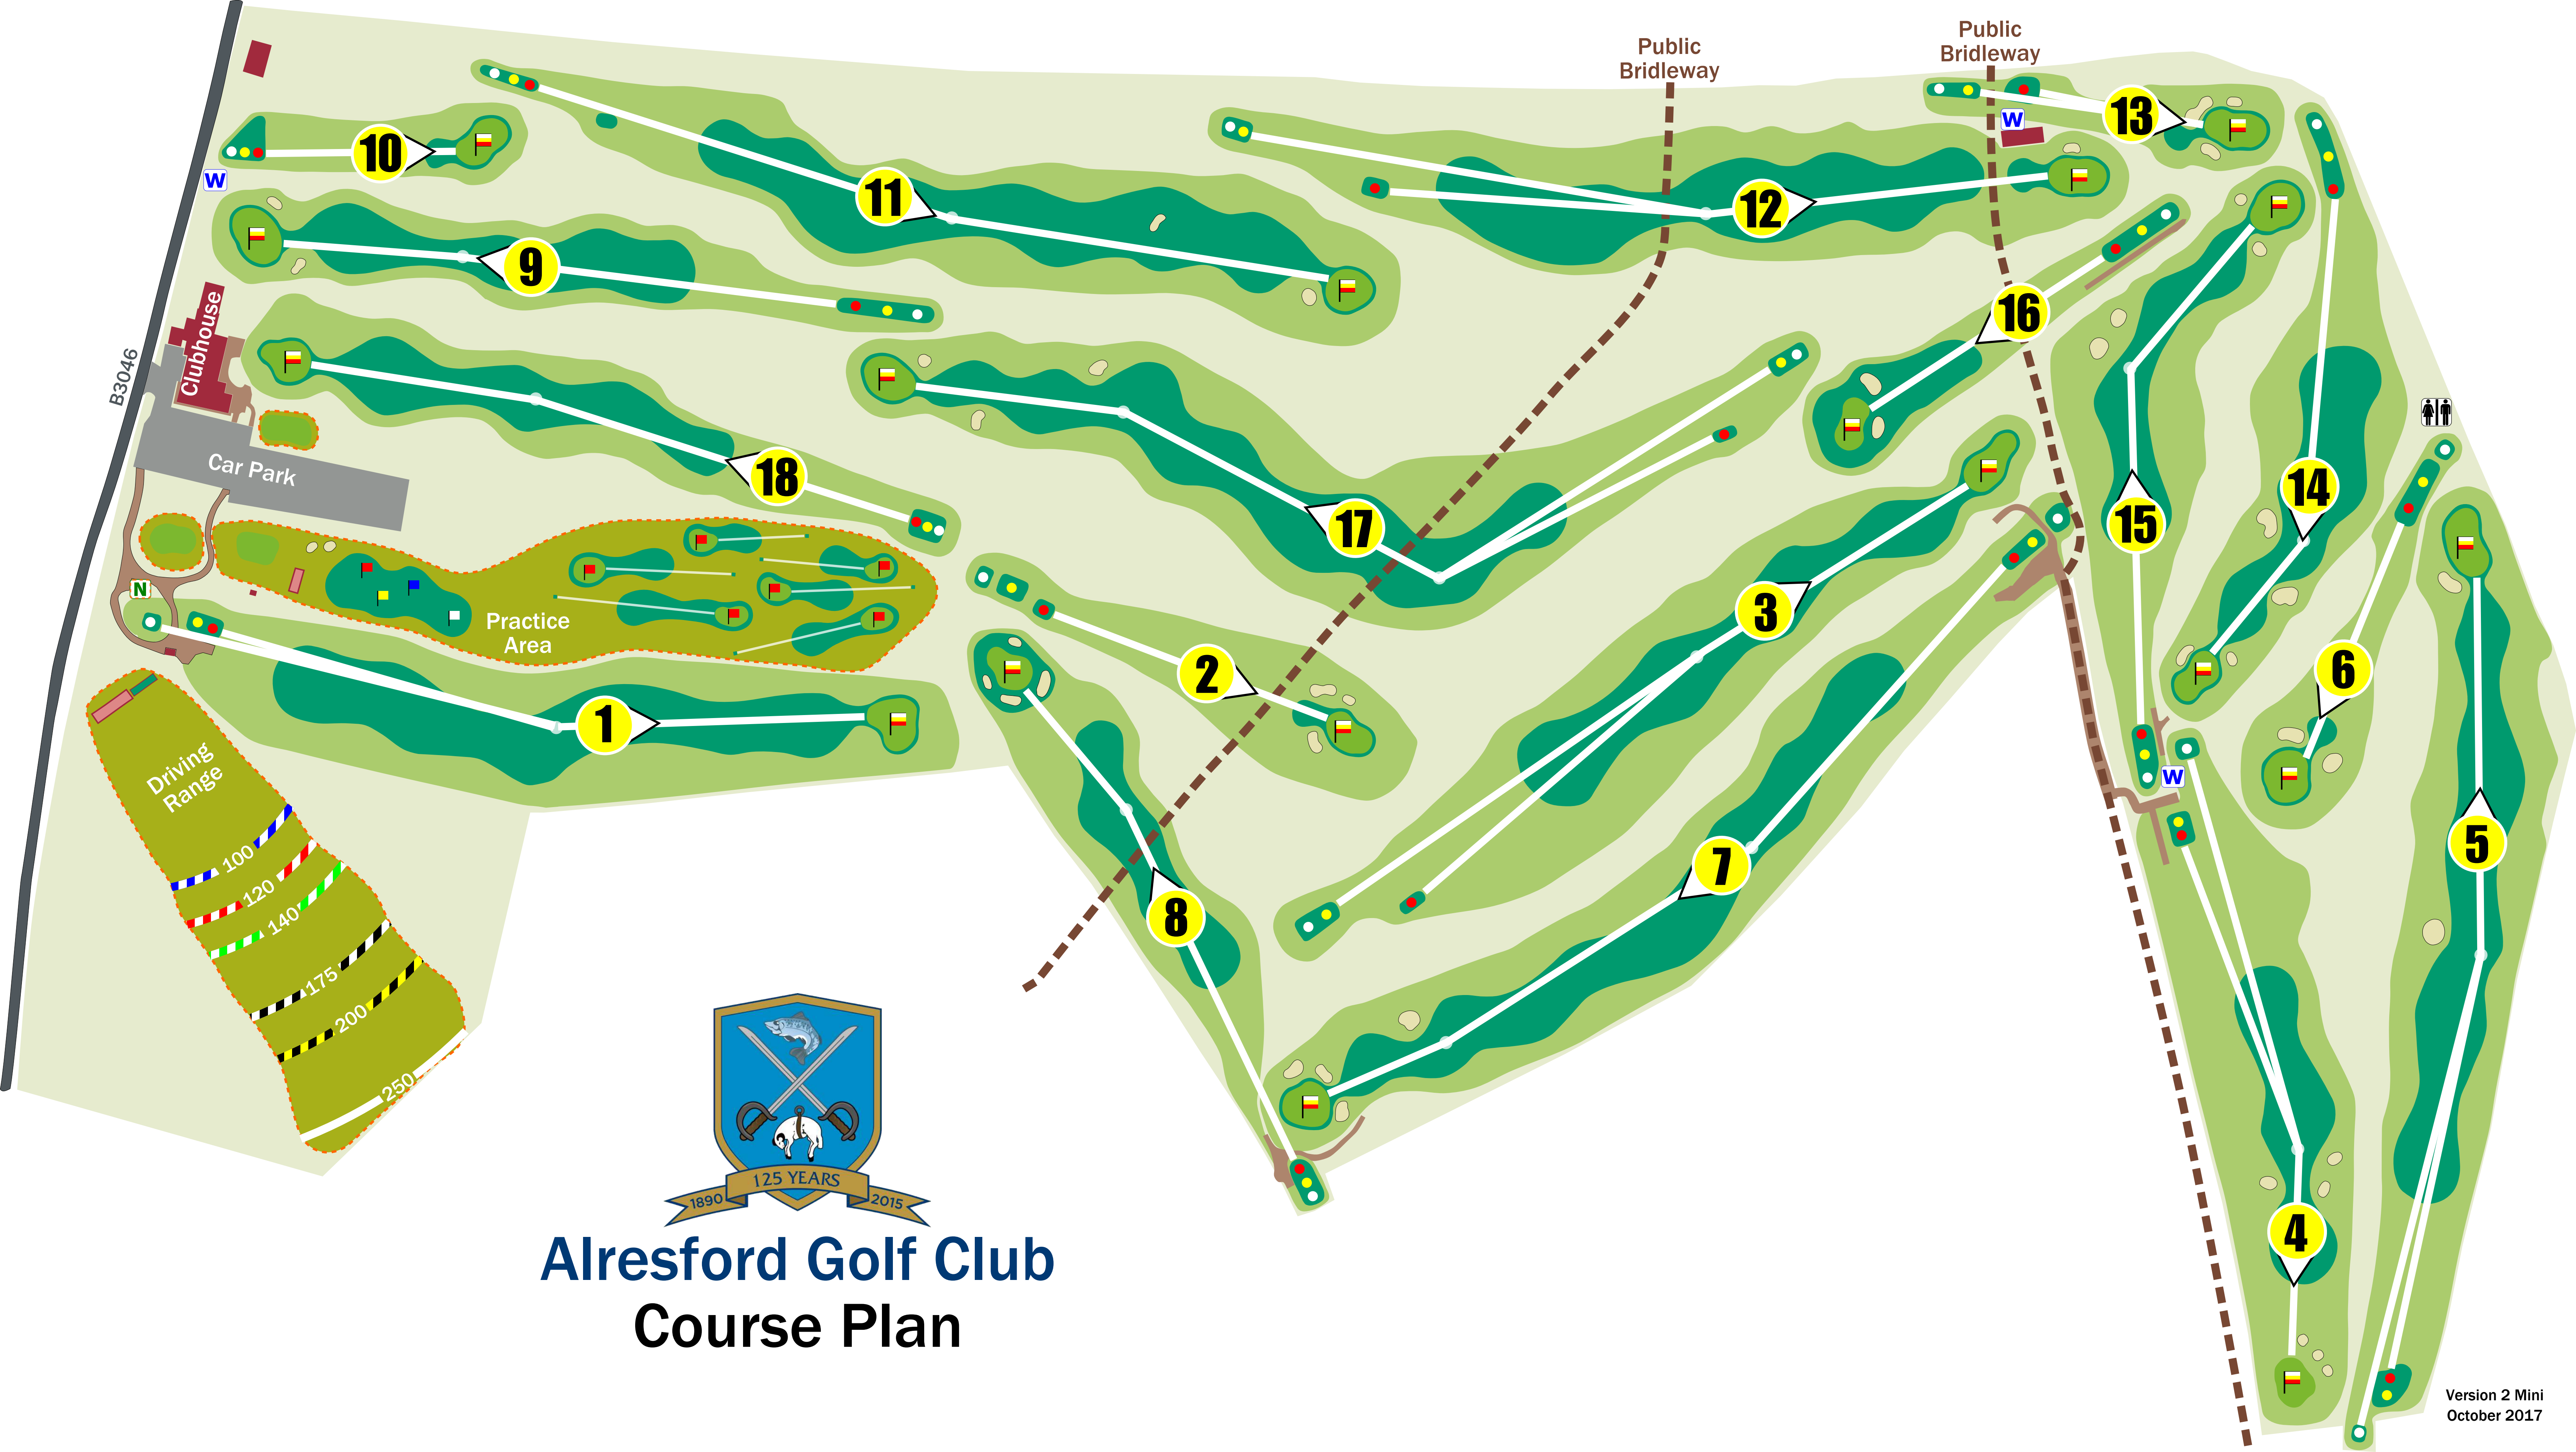 Public
Bridleway
Public
Bridleway
13
W
10
W
11
12
9
16
Clubhouse
B3046
Car Park
18
17
15
14
N
Practice
Area
3
2
6
1
W
Driving
Range
100
120
140
175
200
250
7
8
5
4
125 YEARS
1890
2015
Alresford Golf Club
Course Plan
Version 2 Mini
October 2017